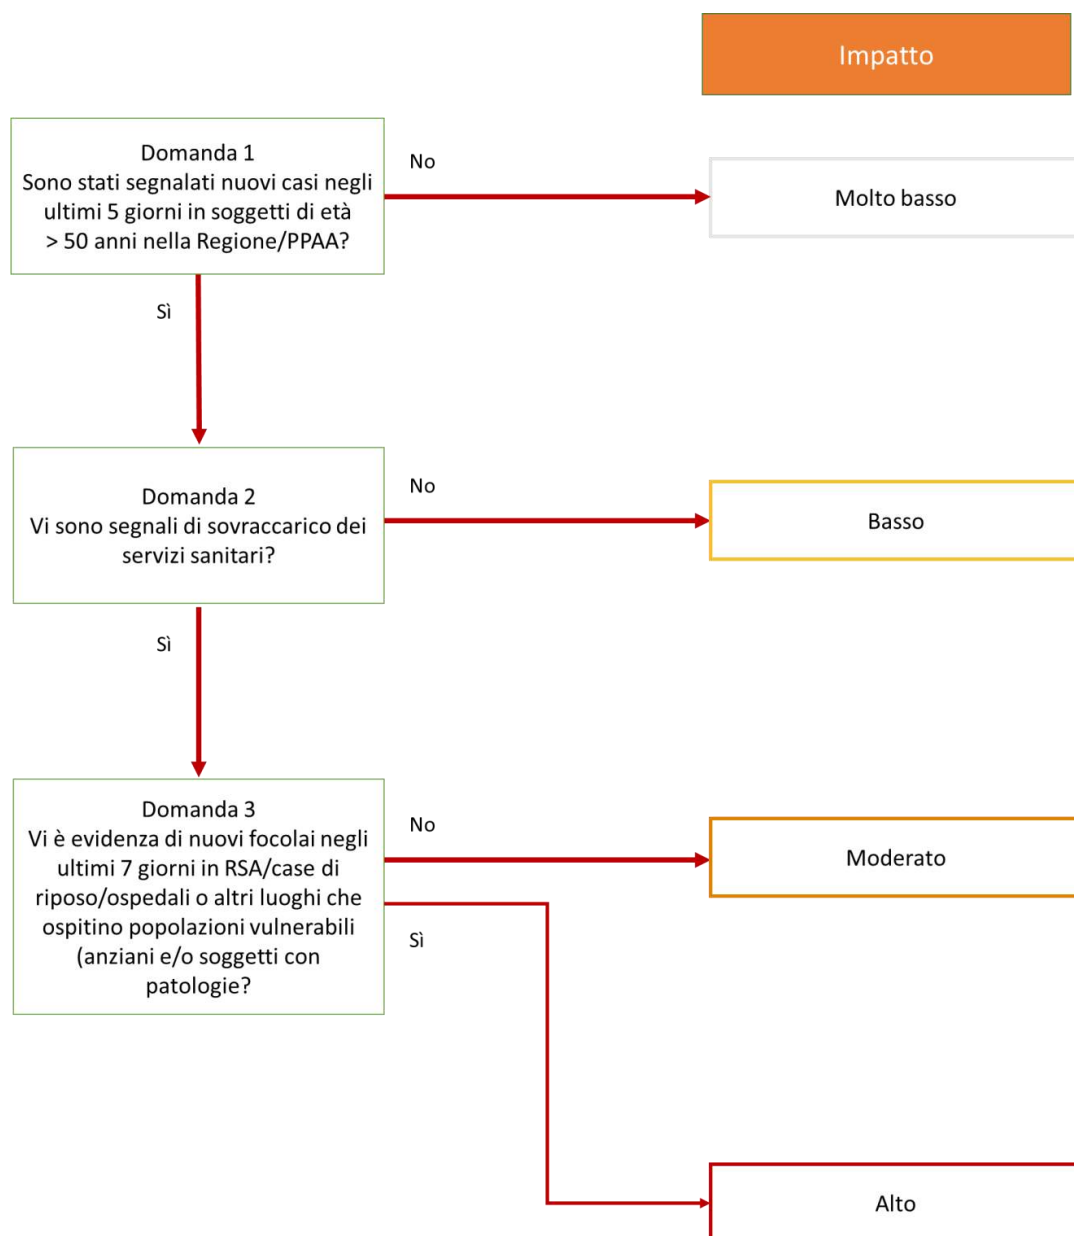 Impatto
Domanda 1
Sono stati segnalati nuovi casi negli
ultimi 5 giorni in soggetti di età
> 50 anni nella Regione/PPAA?
No
Molto basso
Sì
Domanda 2
Vi sono segnali di sovraccarico dei
servizi sanitari?
No
Basso
Sì
Domanda 3
Vi è evidenza di nuovi focolai negli
ultimi 7 giorni in RSA/case di
riposo/ospedali o altri luoghi che
ospitino popolazioni vulnerabili
(anziani e/o soggetti con
patologie?
No
Moderato
Sì
Alto